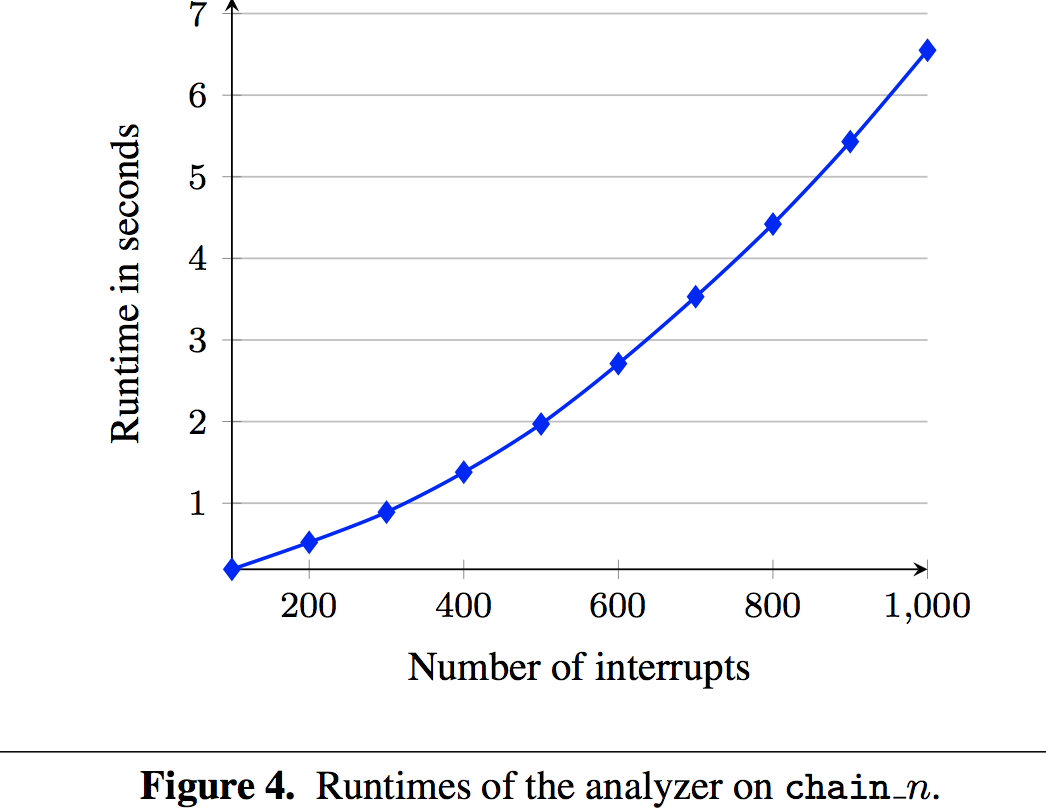 7
6
5
4
3
2
1
Runtime in seconds
200 400 600 800 1,000
Number of interrupts
Figure 4. Runtimes of the analyzer on chain_n.